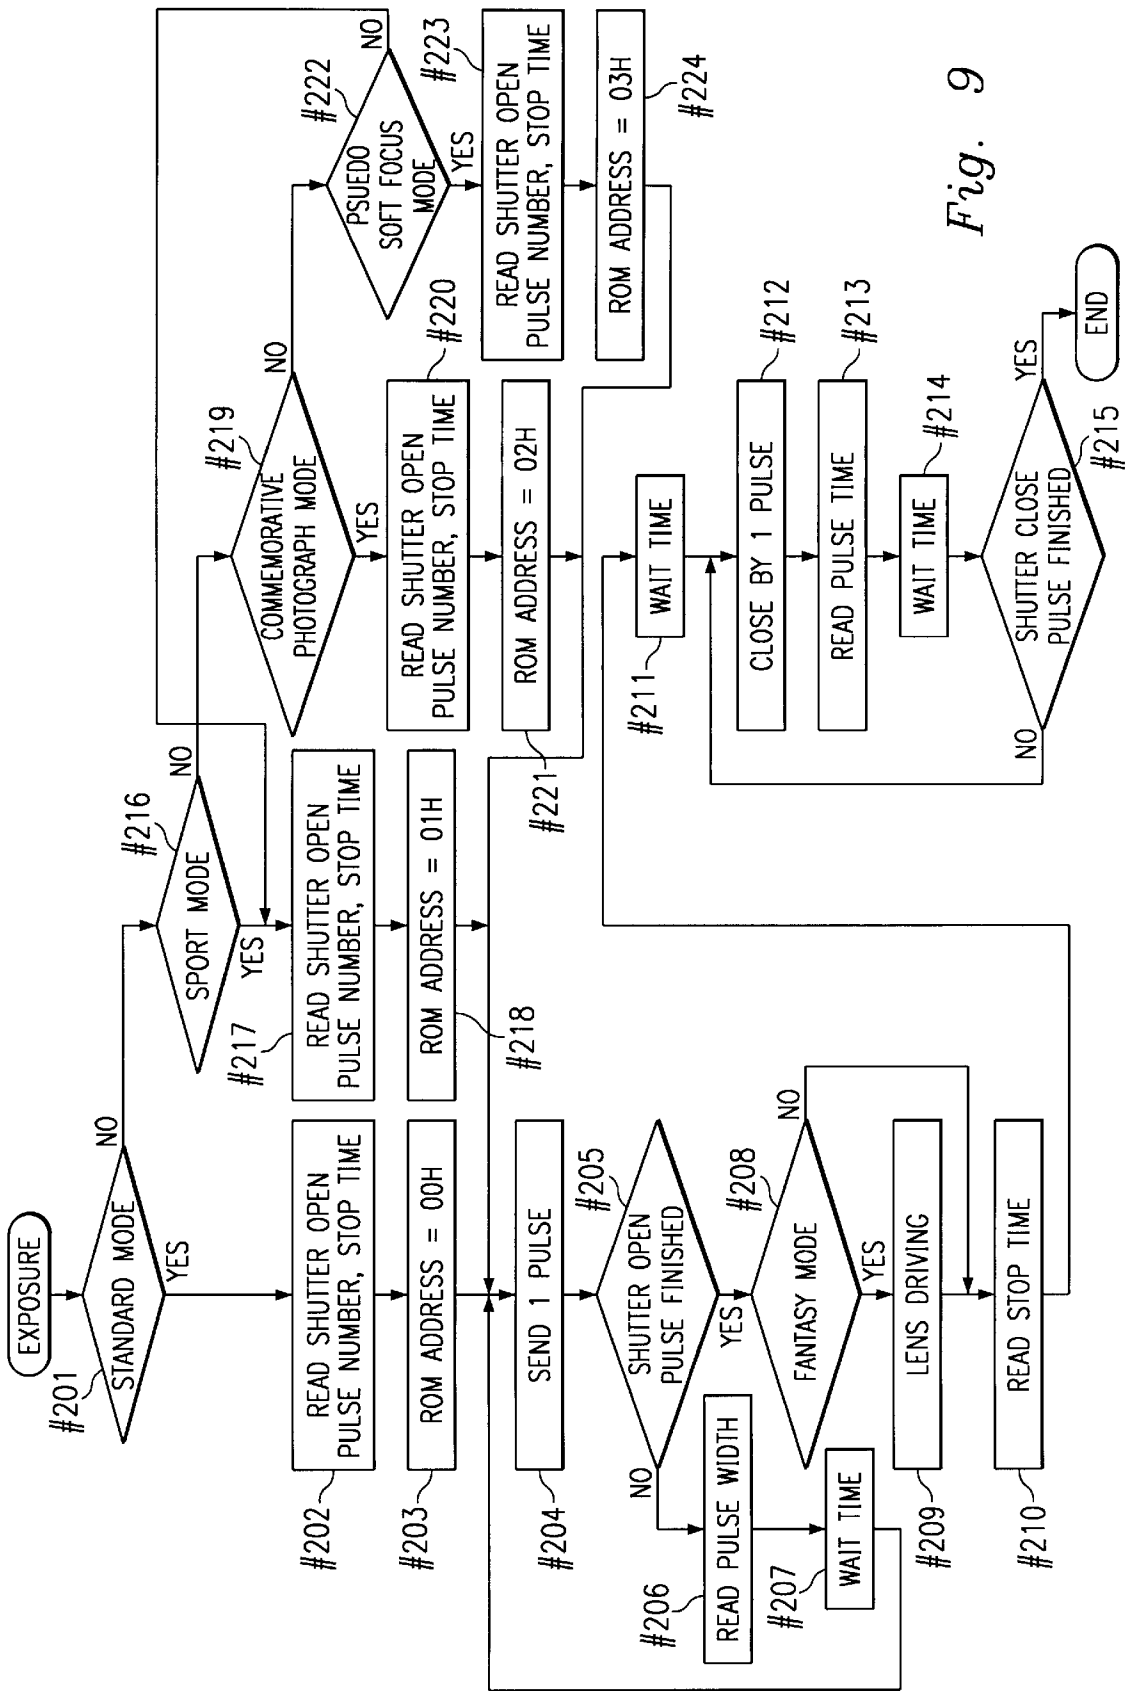 EXPOSURE
#201
STANDARD MODE
NO
YES
#202
READ SHUTTER OPEN
PULSE NUMBER, STOP TIME
#203
ROM ADDRESS = 00H
#204
SEND 1 PULSE
#205
SHUTTER OPEN
PULSE FINISHED
NO
YES
#206
READ PULSE WIDTH
#207
WAIT TIME
#208
FANTASY MODE
NO
YES
#209
LENS DRIVING
#210
READ STOP TIME
#216
SPORT MODE
NO
YES
#217
READ SHUTTER OPEN
PULSE NUMBER, STOP TIME
ROM ADDRESS = 01H
#218
#219
COMMEMORATIVE
PHOTOGRAPH MODE
NO
YES
#220
READ SHUTTER OPEN
PULSE NUMBER, STOP TIME
ROM ADDRESS = 02H
#221
#222
PSUEDO
SOFT FOCUS
MODE
NO
YES
#223
READ SHUTTER OPEN
PULSE NUMBER, STOP TIME
ROM ADDRESS = 03H
#224
#211
WAIT TIME
#212
CLOSE BY 1 PULSE
#213
READ PULSE TIME
#214
WAIT TIME
SHUTTER CLOSE
PULSE FINISHED
#215
NO
YES
END
Fig. 9